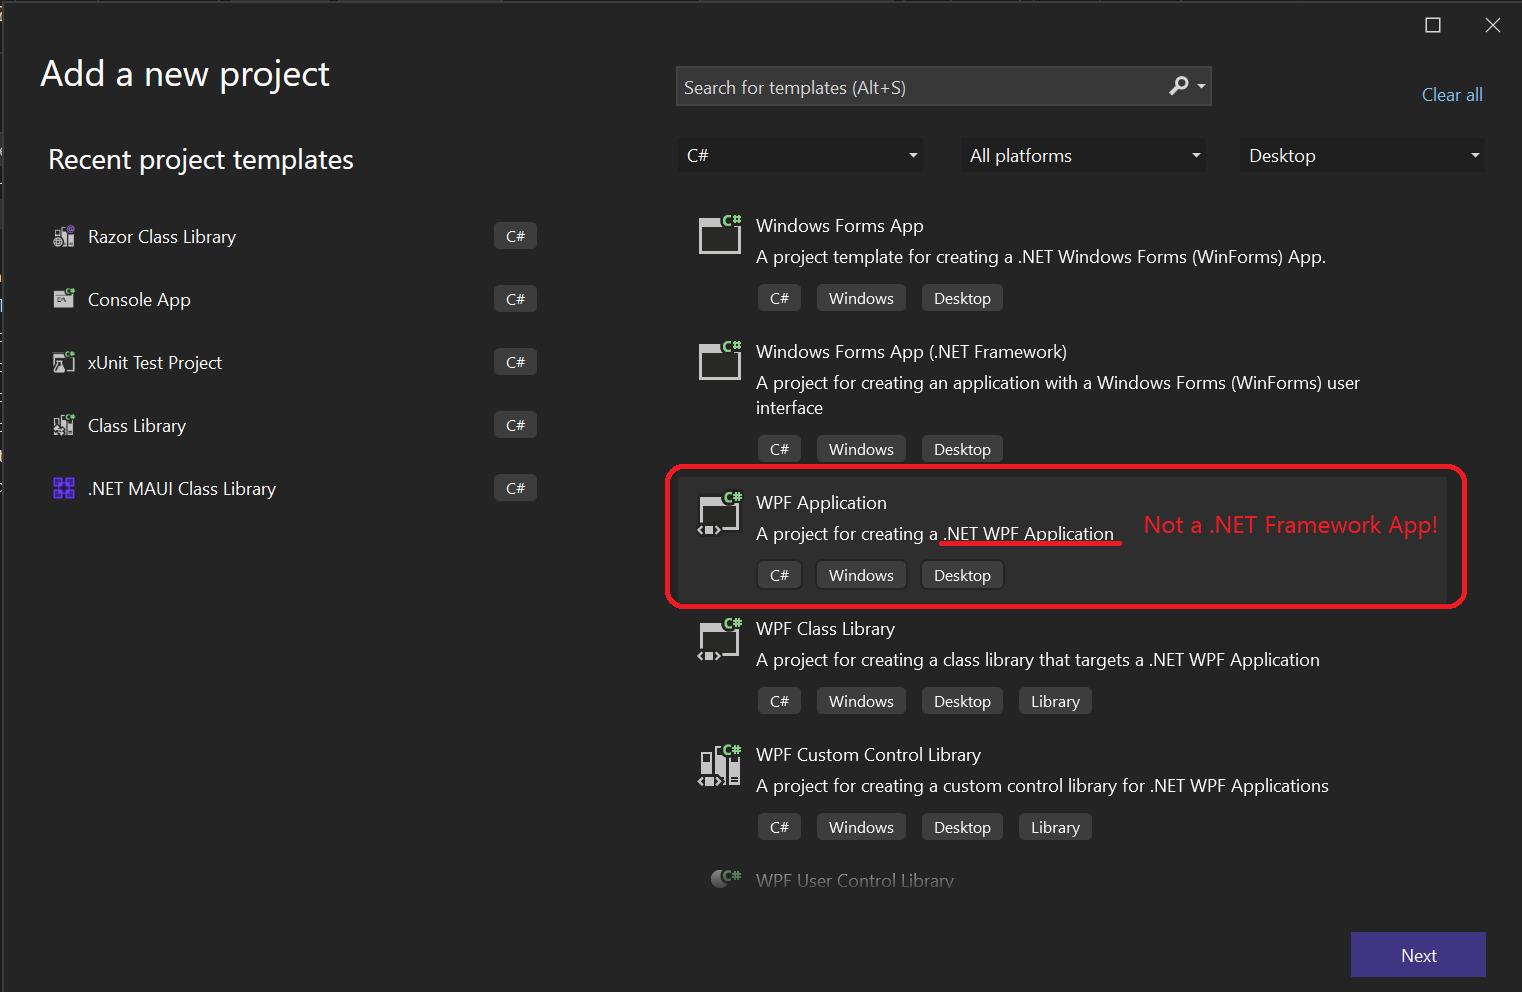 Add a new project
Search for templates (Alt+S)
Clear all
Recent project templates
C#
All platforms
Desktop
Razor Class Library
C#
Console App
C#
xUnit Test Project
C#
Class Library
C#
.NET MAUI Class Library
C#
Windows Forms App
A project template for creating a .NET Windows Forms (WinForms) App.
C# Windows Desktop
Windows Forms App (.NET Framework)
A project for creating an application with a Windows Forms (WinForms) user
interface
C# Windows Desktop
WPF Application
A project for creating a .NET WPF Application
Not a .NET Framework App!
C# Windows Desktop
WPF Class Library
A project for creating a class library that targets a .NET WPF Application
C# Windows Desktop Library
WPF Custom Control Library
A project for creating a custom control library for .NET WPF Applications
C# Windows Desktop Library
WPF User Control Library
Next